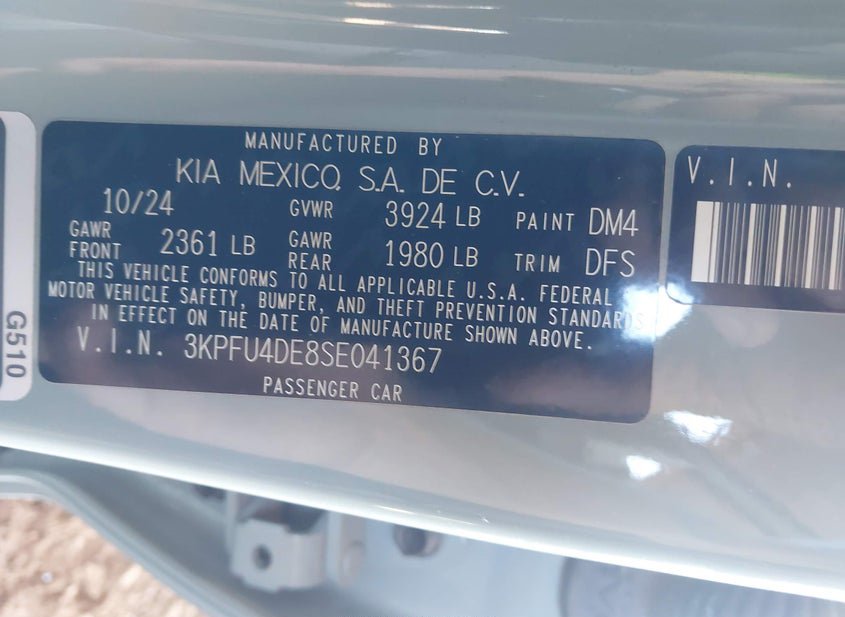 MANUFACTURED BY
KIA MEXICO, S.A. DE C.V.
10/24 GVWR 3924 LB PAINT DM4
GAWR FRONT 2361 LB GAWR REAR 1980 LB TRIM DFS
THIS VEHICLE CONFORMS TO ALL APPLICABLE U.S.A. FEDERAL
MOTOR VEHICLE SAFETY, BUMPER, AND THEFT PREVENTION STANDARDS
IN EFFECT ON THE DATE OF MANUFACTURE SHOWN ABOVE.
V.I.N. 3KPFU4DE8SE041367
PASSENGER CAR
V.I.N.
G510